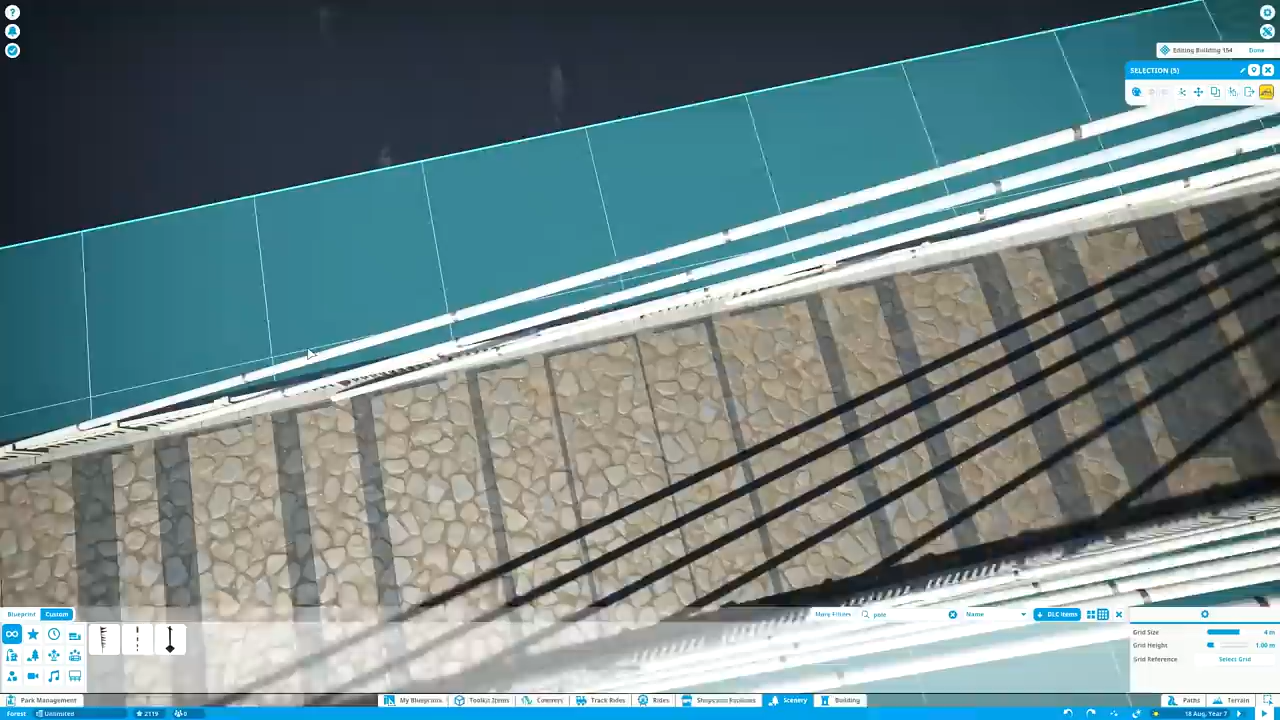 Editing Building 154 Done
SELECTION (5)
Blueprint Custom
More Filters pole Name DLC Items
Grid Size 4 m
Grid Height 1.00 m
Grid Reference Select Grid
Park Management My Blueprints Toolkit Items Coasters Track Rides Rides Scenery Building Paths Terrain
Forest Unlimited 2119 0 18 Aug, Year 7